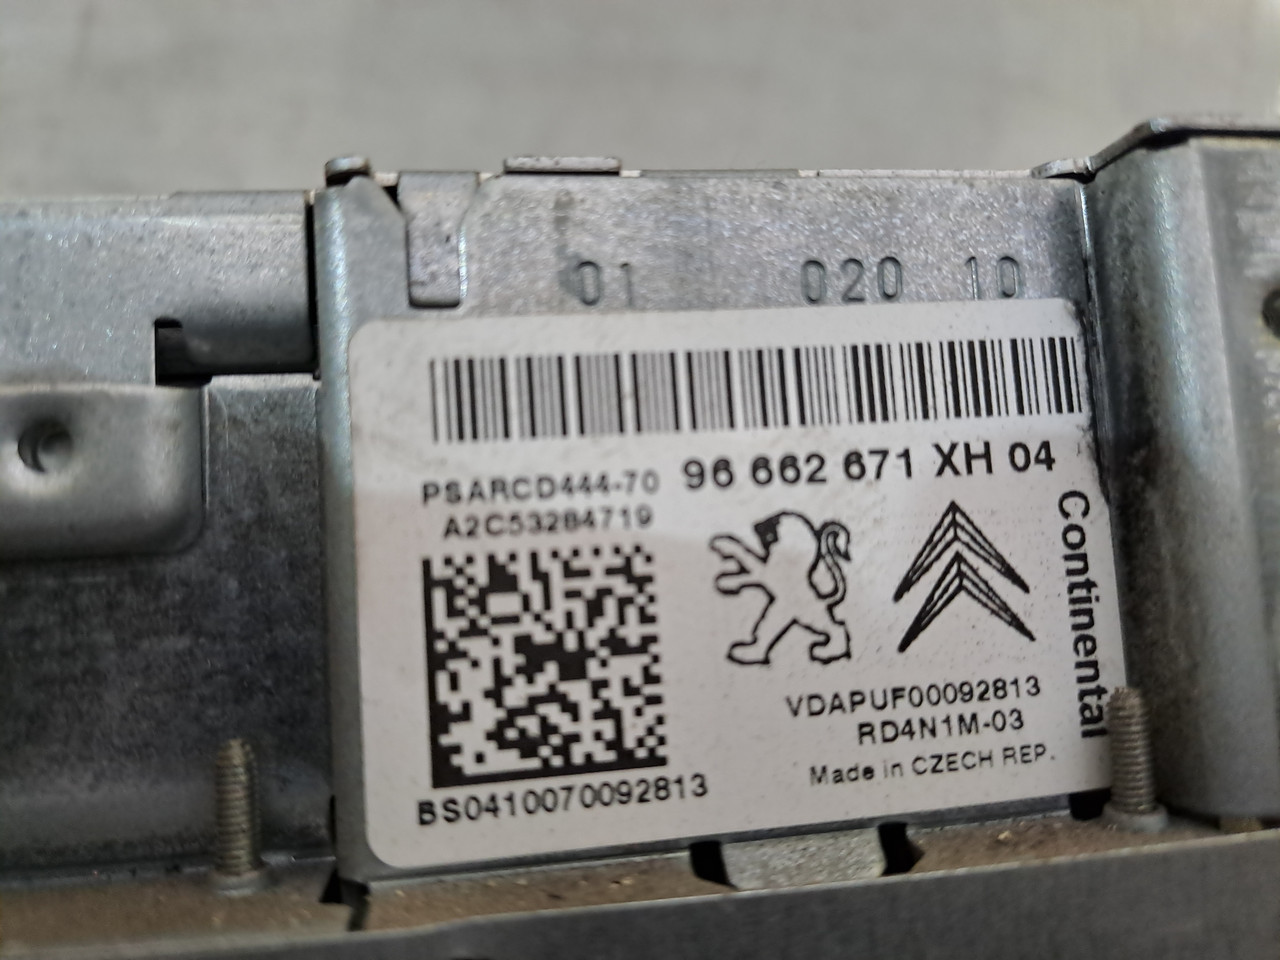 01 020 10
PSARCD444-70 96 662 671 XH 04
A2C53284719
Continental
VDAPUF00092813
RD4N1M-03
Made in CZECH REP.
BS0410070092813